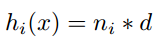 hᵢ(x) = nᵢ * d